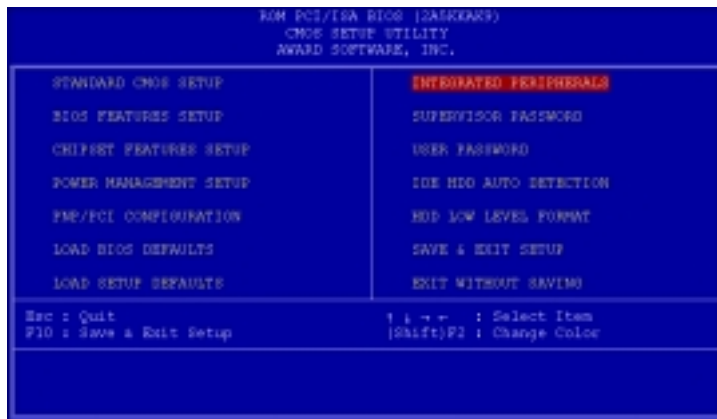 ROM PCI/ISA BIOS (2A5KKAK9)
CMOS SETUP UTILITY
AWARD SOFTWARE, INC.
STANDARD CMOS SETUP
BIOS FEATURES SETUP
CHIPSET FEATURES SETUP
POWER MANAGEMENT SETUP
PNP/PCI CONFIGURATION
LOAD BIOS DEFAULTS
LOAD SETUP DEFAULTS
INTEGRATED PERIPHERALS
SUPERVISOR PASSWORD
USER PASSWORD
IDE HDD AUTO DETECTION
HDD LOW LEVEL FORMAT
SAVE & EXIT SETUP
EXIT WITHOUT SAVING
Esc : Quit
F10 : Save & Exit Setup
↑ ↓ → ← : Select Item
(Shift)F2 : Change Color